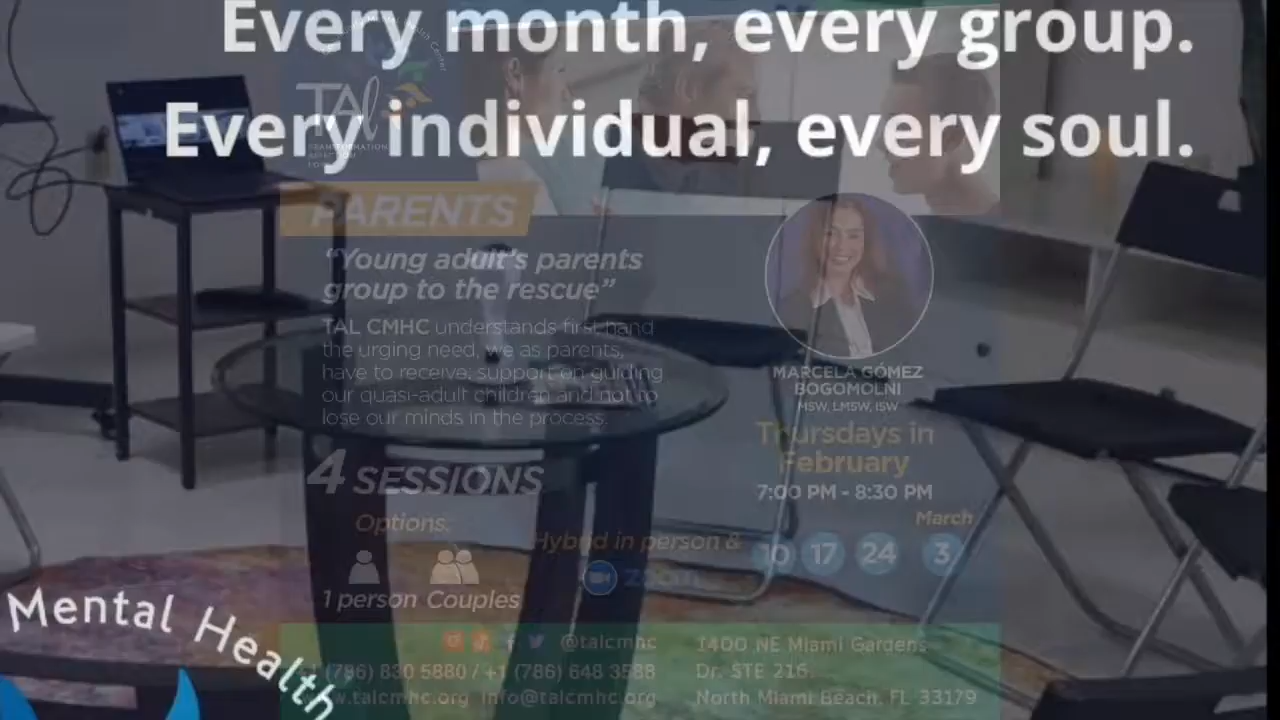 Every month, every group.
Every individual, every soul.
TAL
TRANSFORMATION
PARENTS
"Young adult's parents
group to the rescue"
TAL CMHC understands first hand
the urging need, we as parents,
have to receive: support on guiding
our quasi-adult children and not to
lose our minds in the process.
MARCELA GÓMEZ
BOGOMOLNI
MSW, LMSW, ISW
Thursdays in
February
7:00 PM - 8:30 PM
March
10 17 24 3
4 SESSIONS
Options:
Hybrid in person &
zoom
1 person Couples
Mental Health
@talcmhc
(786) 830 5880 / +1 (786) 648 3588
.talcmhc.org info@talcmhc.org
1400 NE Miami Gardens
Dr. STE 216.
North Miami Beach, FL 33179